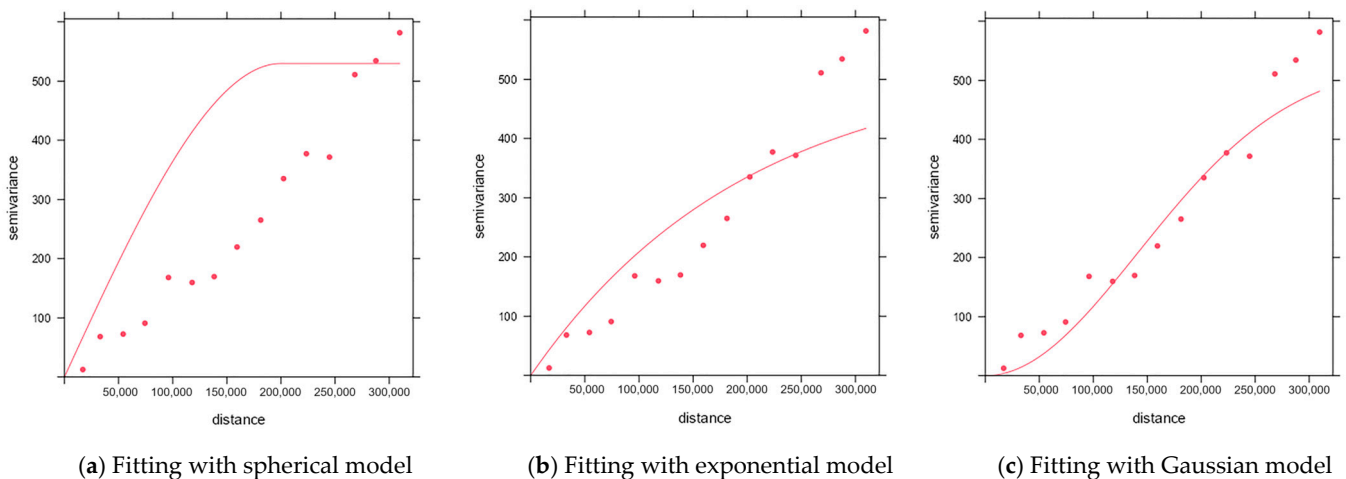 500
400
300
200
100
semivariance
50,000 100,000 150,000 200,000 250,000 300,000
distance
(a) Fitting with spherical model
500
400
300
200
100
semivariance
50,000 100,000 150,000 200,000 250,000 300,000
distance
(b) Fitting with exponential model
500
400
300
200
100
semivariance
50,000 100,000 150,000 200,000 250,000 300,000
distance
(c) Fitting with Gaussian model